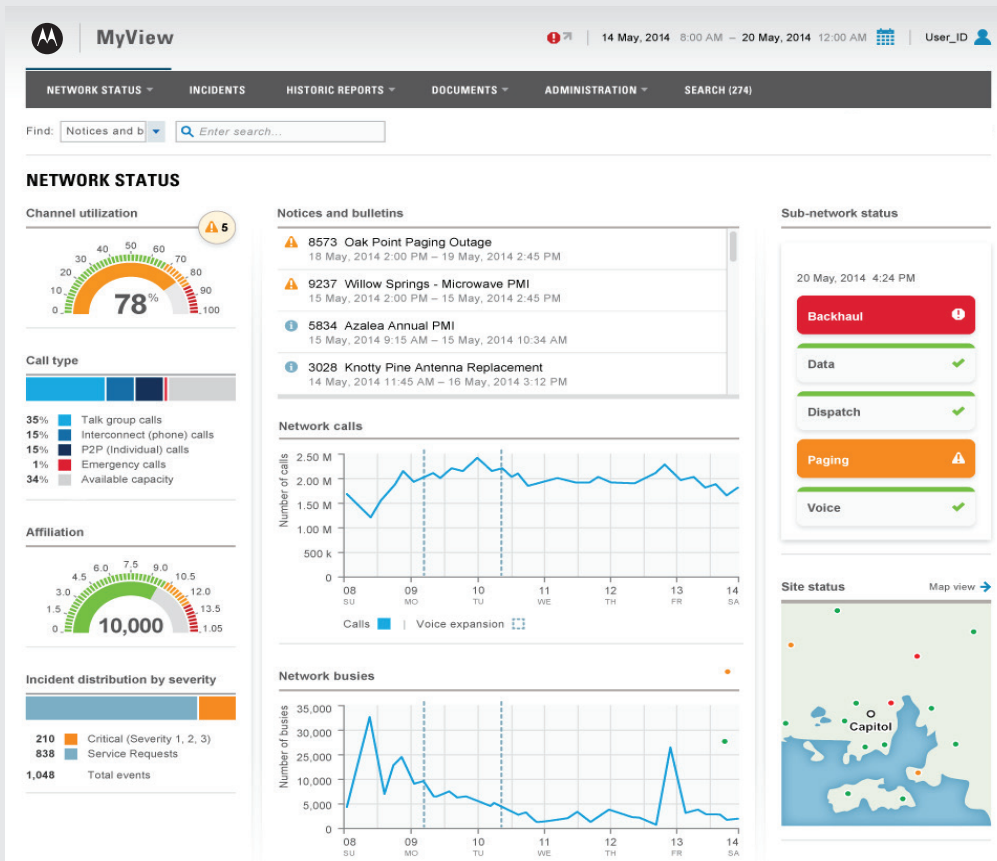 MyView
14 May, 2014 8:00 AM – 20 May, 2014 12:00 AM
User_ID
NETWORK STATUS
INCIDENTS
HISTORIC REPORTS
DOCUMENTS
ADMINISTRATION
SEARCH (274)
Find: Notices and b
Enter search...
NETWORK STATUS
Channel utilization
5
0
10
20
30
40
50
60
70
80
90
100
78%
Call type
35% Talk group calls
15% Interconnect (phone) calls
15% P2P (Individual) calls
1% Emergency calls
34% Available capacity
Affiliation
0
1.5
3.0
4.5
6.0
7.5
9.0
10.5
12.0
13.5
1.05
10,000
Incident distribution by severity
210 Critical (Severity 1, 2, 3)
838 Service Requests
1,048 Total events
Notices and bulletins
8573 Oak Point Paging Outage
18 May, 2014 2:00 PM – 19 May, 2014 2:45 PM
9237 Willow Springs - Microwave PMI
15 May, 2014 2:00 PM – 15 May, 2014 2:45 PM
5834 Azalea Annual PMI
15 May, 2014 9:15 AM – 15 May, 2014 10:34 AM
3028 Knotty Pine Antenna Replacement
14 May, 2014 11:45 AM – 16 May, 2014 3:12 PM
Network calls
Number of calls
2.50 M
2.00 M
1.50 M
1.00 M
500 k
0
08 09 10 11 12 13 14
SU MO TU WE TH FR SA
Calls | Voice expansion
Network busies
Number of busies
35,000
30,000
25,000
10,000
5,000
0
08 09 10 11 12 13 14
SU MO TU WE TH FR SA
Sub-network status
20 May, 2014 4:24 PM
Backhaul
Data
Dispatch
Paging
Voice
Site status
Map view
Capitol